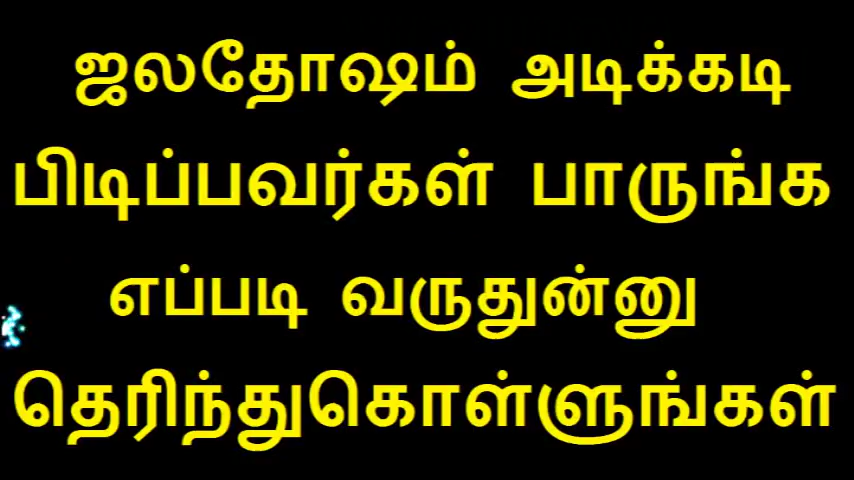 ஜலதோஷம் அடிக்கடி
பிடிப்பவர்கள் பாருங்க
எப்படி வருதுன்னு
தெரிந்துகொள்ளுங்கள்